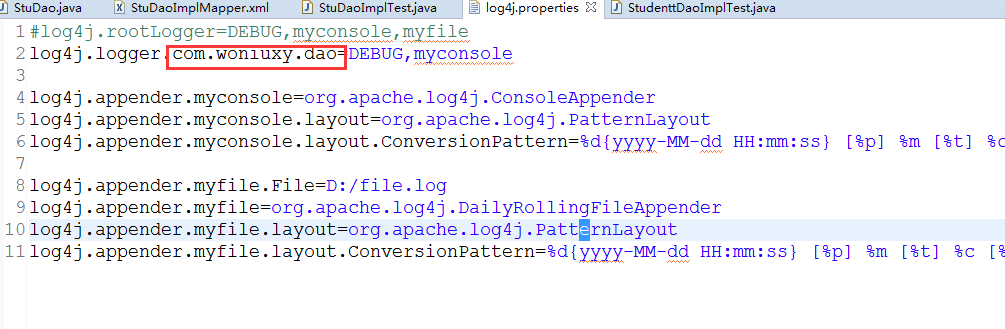 StuDao.java StuDaoImplMapper.xml StuDaoImplTest.java log4j.properties StudenttDaoImplTest.java
1 #log4j.rootLogger=DEBUG,myconsole,myfile
2 log4j.logger.com.woniuxy.dao=DEBUG,myconsole
3
4 log4j.appender.myconsole=org.apache.log4j.ConsoleAppender
5 log4j.appender.myconsole.layout=org.apache.log4j.PatternLayout
6 log4j.appender.myconsole.layout.ConversionPattern=%d{yyyy-MM-dd HH:mm:ss} [%p] %m [%t] %c
7
8 log4j.appender.myfile.File=D:/file.log
9 log4j.appender.myfile=org.apache.log4j.DailyRollingFileAppender
10 log4j.appender.myfile.layout=org.apache.log4j.PatternLayout
11 log4j.appender.myfile.layout.ConversionPattern=%d{yyyy-MM-dd HH:mm:ss} [%p] %m [%t] %c [%